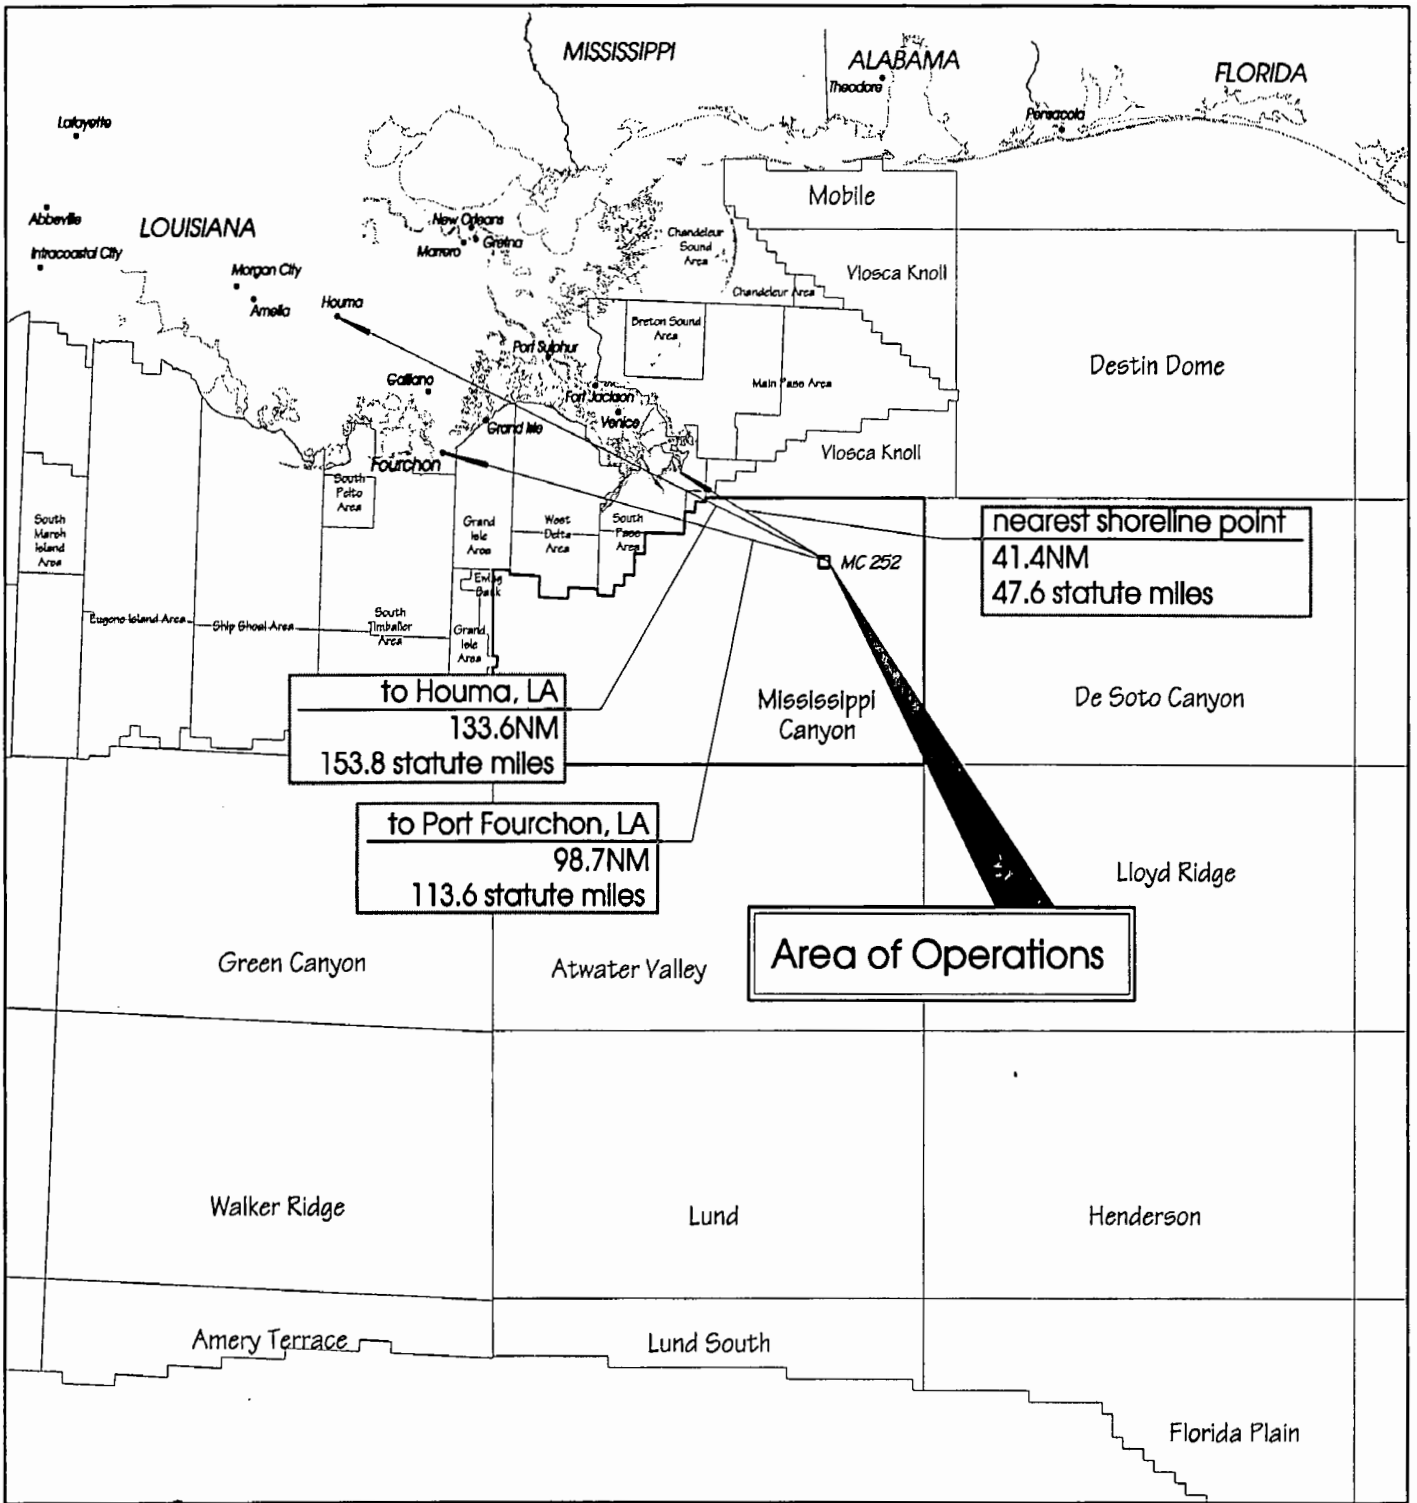 MISSISSIPPI
ALABAMA
FLORIDA
Theodore
Pensacola
Lafayette
Abbeville
LOUISIANA
Intracoastal City
Morgan City
Amelia
Houma
New Orleans
Marrero
Gretna
Mobile
Chandeleur
Sound
Area
Chandeleur Area
Viosca Knoll
Breton Sound
Area
Port Sulphur
Galliano
Fort Jackson
Venice
Grand Isle
Fourchon
Main Pass Area
Destin Dome
Viosca Knoll
South
Marsh
Island
Area
South
Pelto
Area
Grand
Isle
Area
West
Delta
Area
South
Pass
Area
Ewing
Bank
Eugene Island Area
Ship Shoal Area
South
Timbalier
Area
Grand
Isle
Area
MC 252
nearest shoreline point
41.4NM
47.6 statute miles
to Houma, LA
133.6NM
153.8 statute miles
Mississippi
Canyon
De Soto Canyon
to Port Fourchon, LA
98.7NM
113.6 statute miles
Lloyd Ridge
Area of Operations
Green Canyon
Atwater Valley
Walker Ridge
Lund
Henderson
Amery Terrace
Lund South
Florida Plain